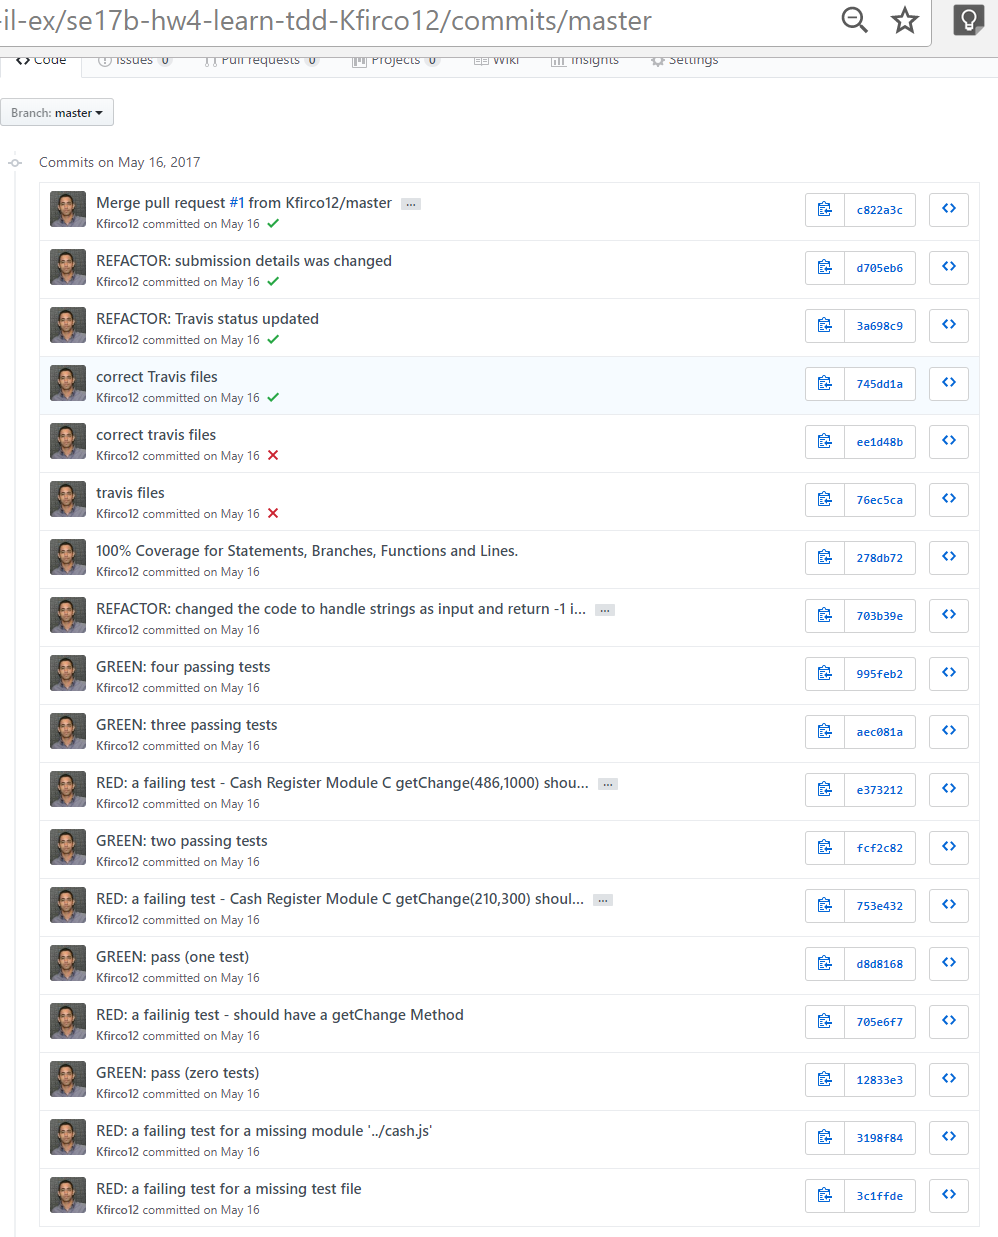 -il-ex/se17b-hw4-learn-tdd-Kfirco12/commits/master
Code Issues 0 Pull requests 0 Projects 0 Wiki Insights Settings
Branch: master
Commits on May 16, 2017
Merge pull request #1 from Kfirco12/master …
c822a3c
Kfirco12 committed on May 16
REFACTOR: submission details was changed
d705eb6
Kfirco12 committed on May 16
REFACTOR: Travis status updated
3a698c9
Kfirco12 committed on May 16
correct Travis files
745dd1a
Kfirco12 committed on May 16
correct travis files
ee1d48b
Kfirco12 committed on May 16
travis files
76ec5ca
Kfirco12 committed on May 16
100% Coverage for Statements, Branches, Functions and Lines.
278db72
Kfirco12 committed on May 16
REFACTOR: changed the code to handle strings as input and return -1 i... …
703b39e
Kfirco12 committed on May 16
GREEN: four passing tests
995feb2
Kfirco12 committed on May 16
GREEN: three passing tests
aec081a
Kfirco12 committed on May 16
RED: a failing test - Cash Register Module C getChange(486,1000) shou... …
e373212
Kfirco12 committed on May 16
GREEN: two passing tests
fcf2c82
Kfirco12 committed on May 16
RED: a failing test - Cash Register Module C getChange(210,300) shoul... …
753e432
Kfirco12 committed on May 16
GREEN: pass (one test)
d8d8168
Kfirco12 committed on May 16
RED: a failinig test - should have a getChange Method
705e6f7
Kfirco12 committed on May 16
GREEN: pass (zero tests)
12833e3
Kfirco12 committed on May 16
RED: a failing test for a missing module '../cash.js'
3198f84
Kfirco12 committed on May 16
RED: a failing test for a missing test file
3c1ffde
Kfirco12 committed on May 16